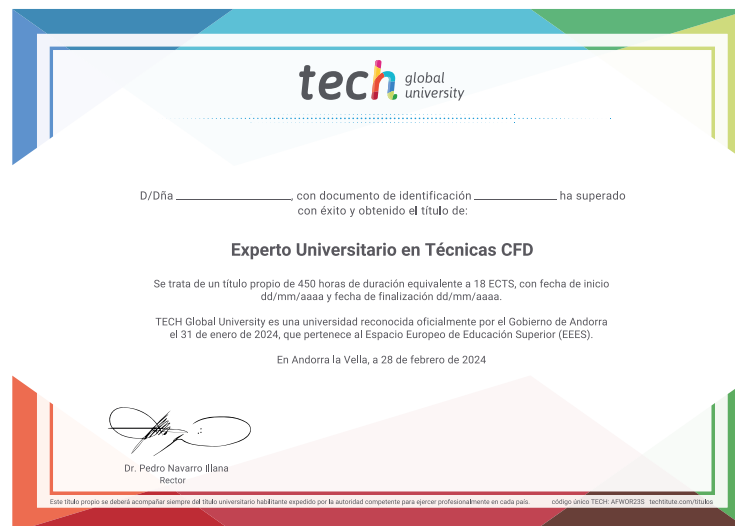 tech global
university
D/Dña ____________________, con documento de identificación ______________ ha superado
con éxito y obtenido el título de:
Experto Universitario en Técnicas CFD
Se trata de un título propio de 450 horas de duración equivalente a 18 ECTS, con fecha de inicio
dd/mm/aaaa y fecha de finalización dd/mm/aaaa.
TECH Global University es una universidad reconocida oficialmente por el Gobierno de Andorra
el 31 de enero de 2024, que pertenece al Espacio Europeo de Educación Superior (EEES).
En Andorra la Vella, a 28 de febrero de 2024
Dr. Pedro Navarro Illana
Rector
Este título propio se deberá acompañar siempre del título universitario habilitante expedido por la autoridad competente para ejercer profesionalmente en cada país. código único TECH: AFWOR23S techtitute.com/titulos